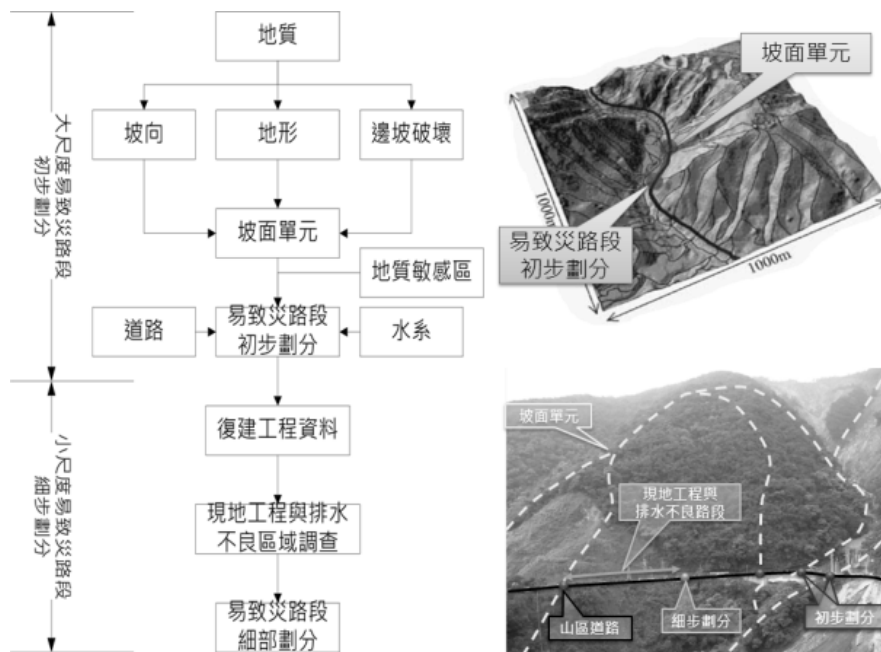 大尺度易致災路段
初步劃分
地質
坡向
地形
邊坡破壞
坡面單元
地質敏感區
道路
易致災路段
初步劃分
水系
小尺度易致災路段
細步劃分
復建工程資料
現地工程與排水
不良區域調查
易致災路段
細部劃分
坡面單元
易致災路段
初步劃分
1000m
1000m
坡面單元
現地工程與
排水不良路段
山區道路
細步劃分
初步劃分